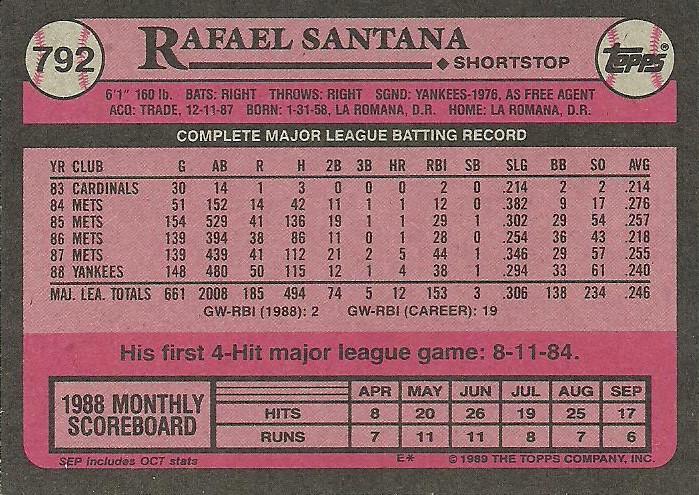 792 RAFAEL SANTANA
◆ SHORTSTOP
TOPPS®
6'1" 160 lb. BATS: RIGHT THROWS: RIGHT SGND: YANKEES-1976, AS FREE AGENT
ACQ: TRADE, 12-11-87 BORN: 1-31-58, LA ROMANA, D.R. HOME: LA ROMANA, D.R.
COMPLETE MAJOR LEAGUE BATTING RECORD
YR CLUB G AB R H 2B 3B HR RBI SB SLG BB SO AVG
83 CARDINALS 30 14 1 3 0 0 0 2 0 .214 2 2 .214
84 METS 51 152 14 42 11 1 1 12 0 .382 9 17 .276
85 METS 154 529 41 136 19 1 1 29 1 .302 29 54 .257
86 METS 139 394 38 86 11 0 1 28 0 .254 36 43 .218
87 METS 139 439 41 112 21 2 5 44 1 .346 29 57 .255
88 YANKEES 148 480 50 115 12 1 4 38 1 .294 33 61 .240
MAJ. LEA. TOTALS 661 2008 185 494 74 5 12 153 3 .306 138 234 .246
GW-RBI (1988): 2 GW-RBI (CAREER): 19
His first 4-Hit major league game: 8-11-84.
1988 MONTHLY SCOREBOARD
APR MAY JUN JUL AUG SEP
HITS 8 20 26 19 25 17
RUNS 7 11 11 8 7 6
SEP includes OCT stats E* © 1989 THE TOPPS COMPANY, INC.